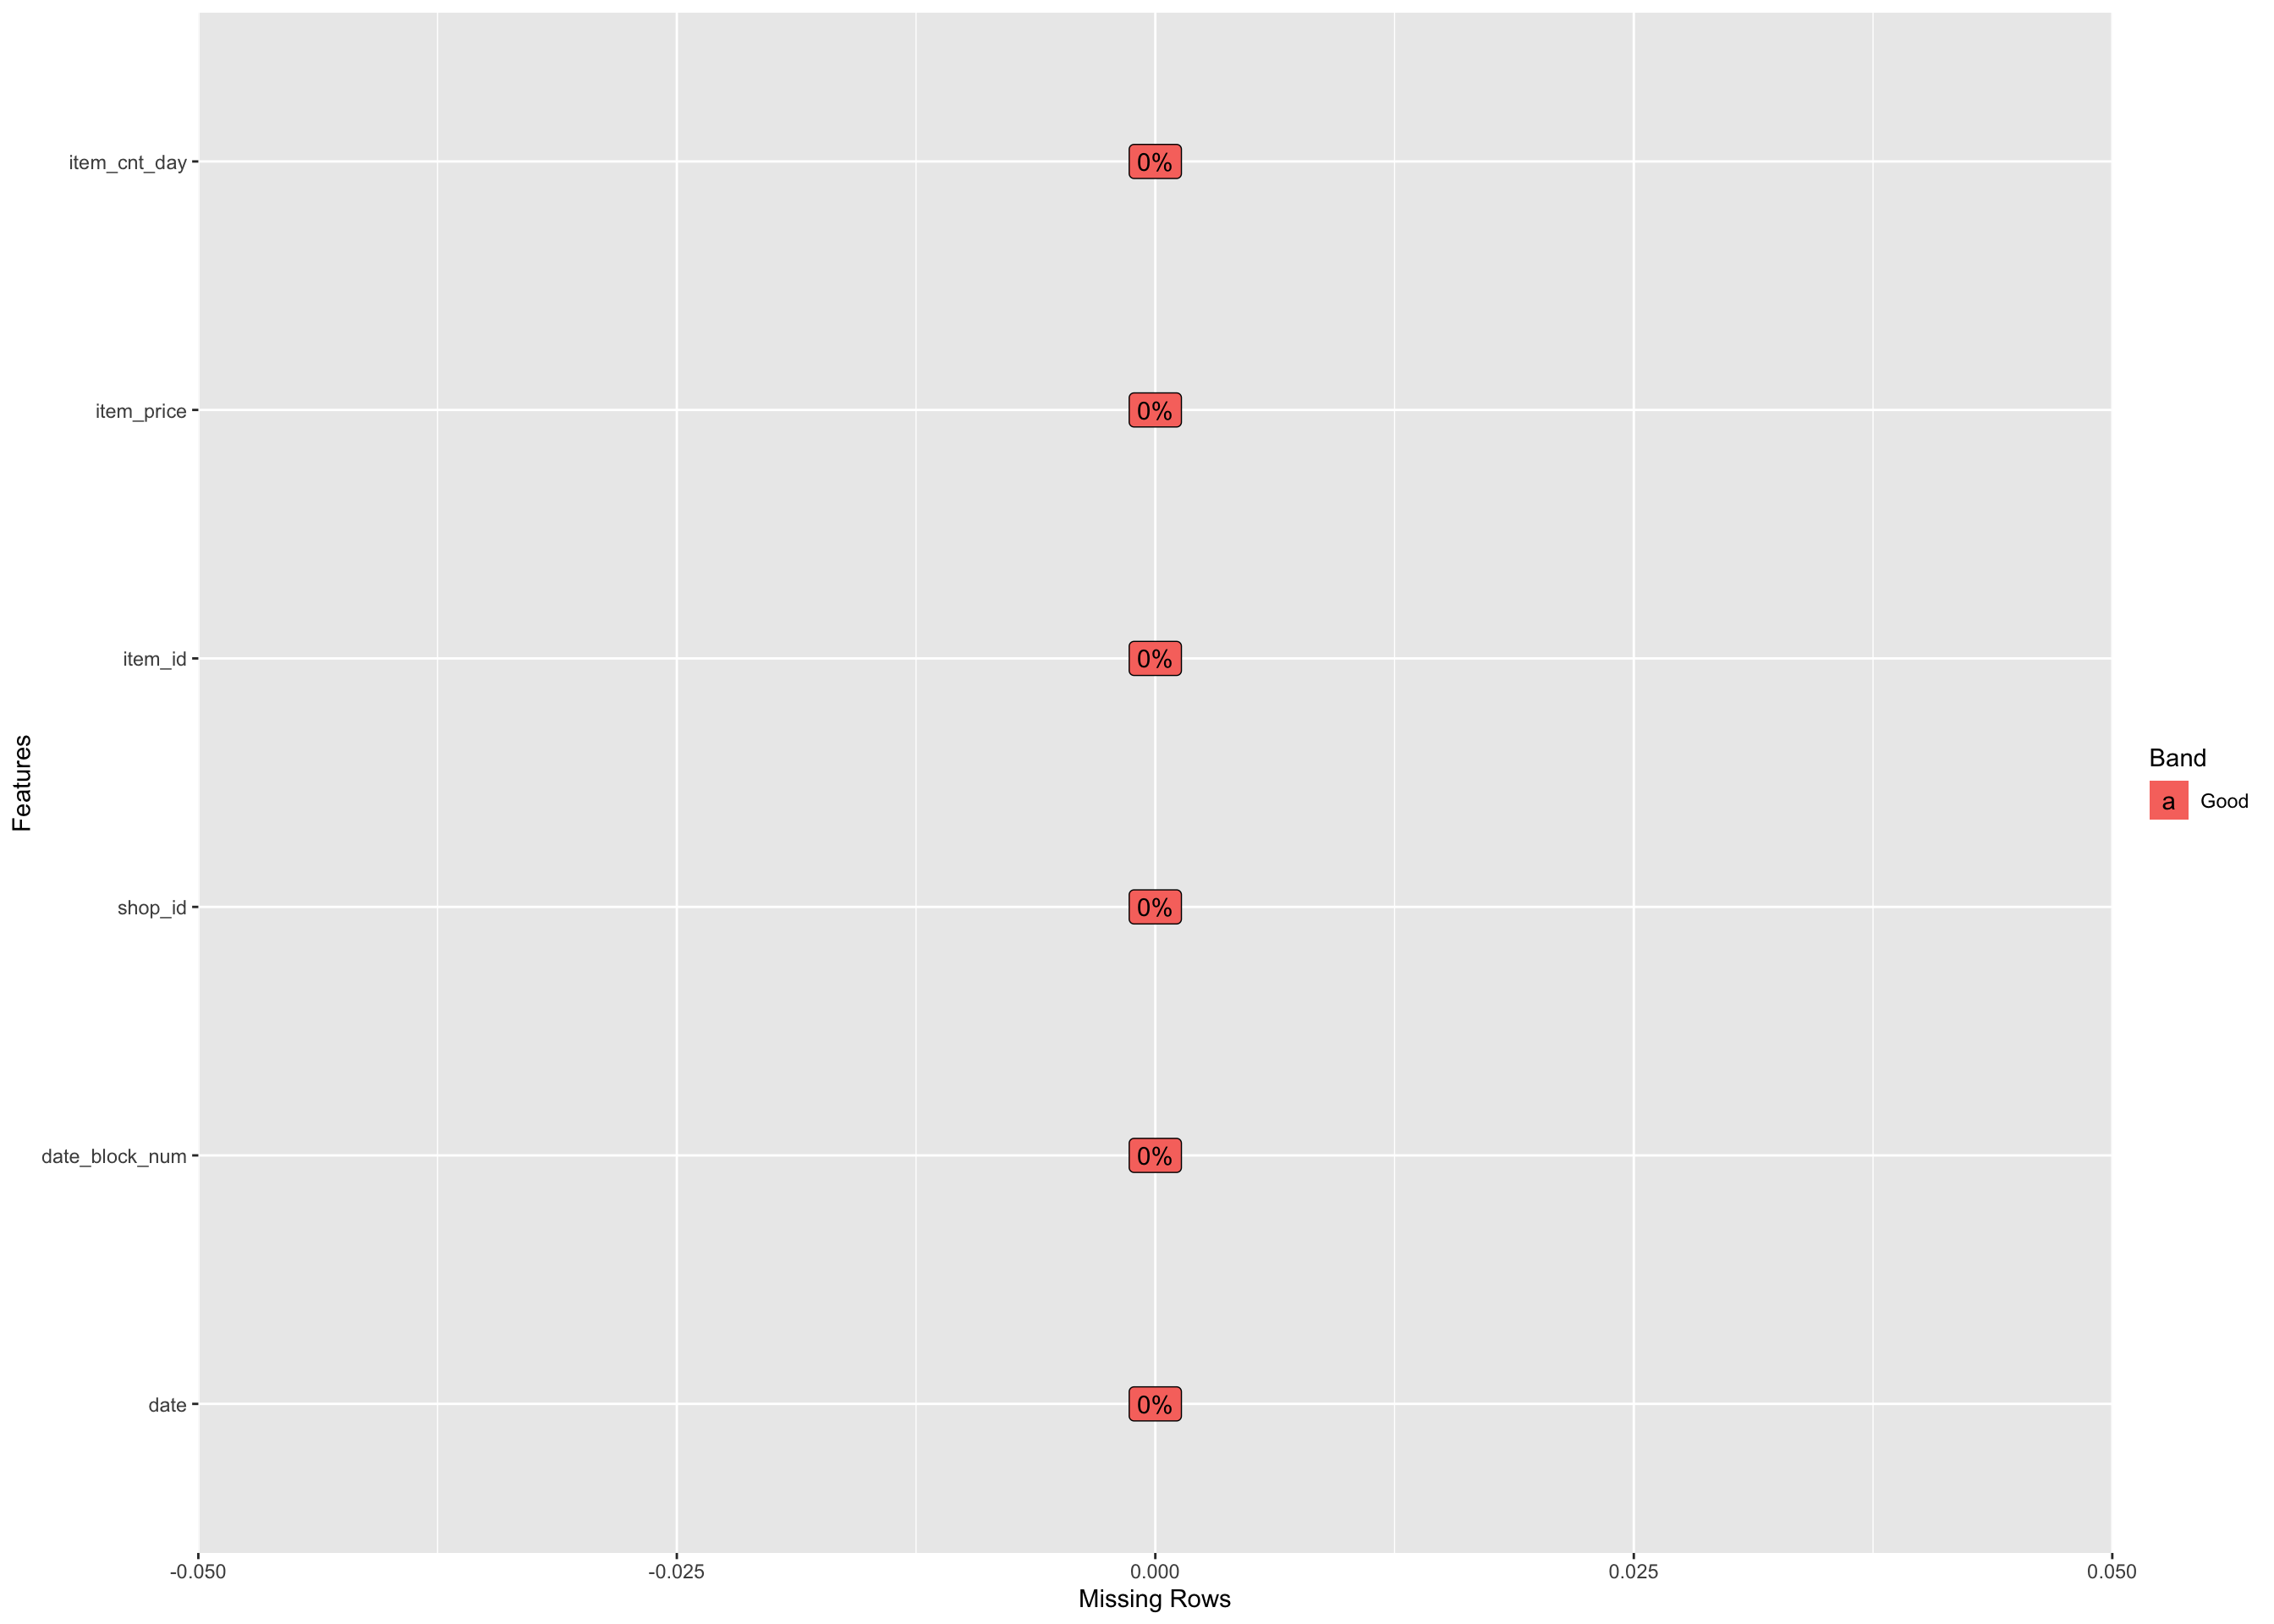 item_cnt_day
0%
item_price
0%
item_id
0%
shop_id
0%
date_block_num
0%
date
0%
Features
-0.050
-0.025
0.000
0.025
0.050
Missing Rows
Band
a Good